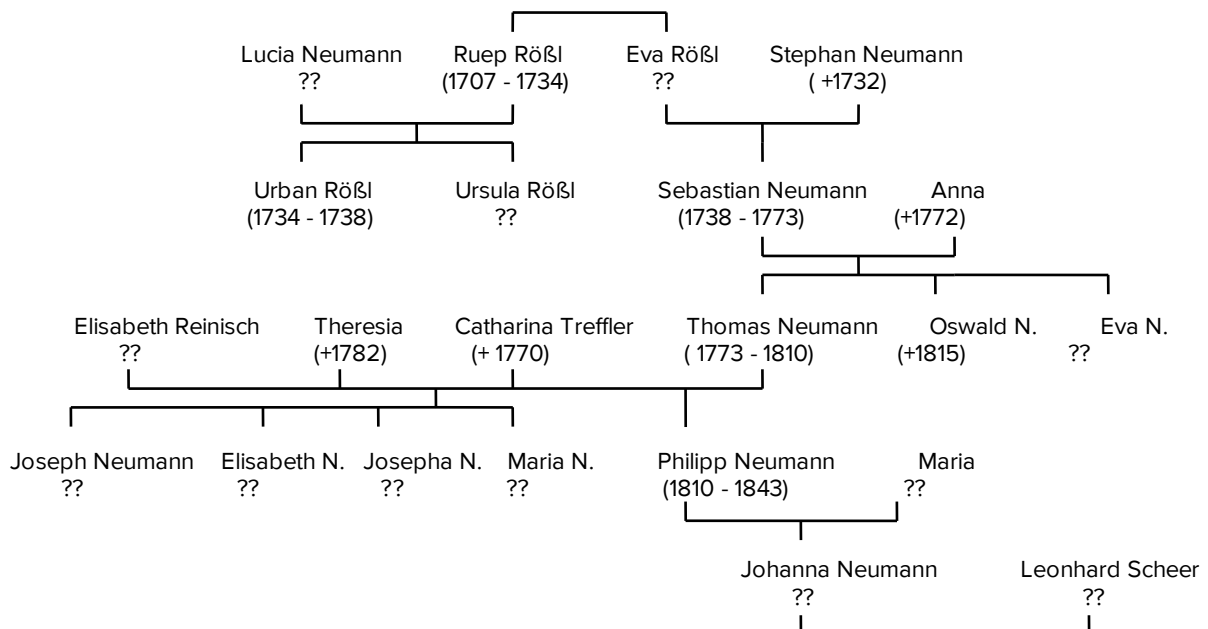 Lucia Neumann Ruep Rößl Eva Rößl Stephan Neumann
?? (1707 - 1734) ?? ( +1732)
Urban Rößl Ursula Rößl Sebastian Neumann Anna
(1734 - 1738) ?? (1738 - 1773) (+1772)
Elisabeth Reinisch Theresia Catharina Treffler Thomas Neumann Oswald N. Eva N.
?? (+1782) (+ 1770) ( 1773 - 1810) (+1815) ??
Joseph Neumann Elisabeth N. Josepha N. Maria N. Philipp Neumann Maria
?? ?? ?? ?? (1810 - 1843) ??
Johanna Neumann Leonhard Scheer
?? ??